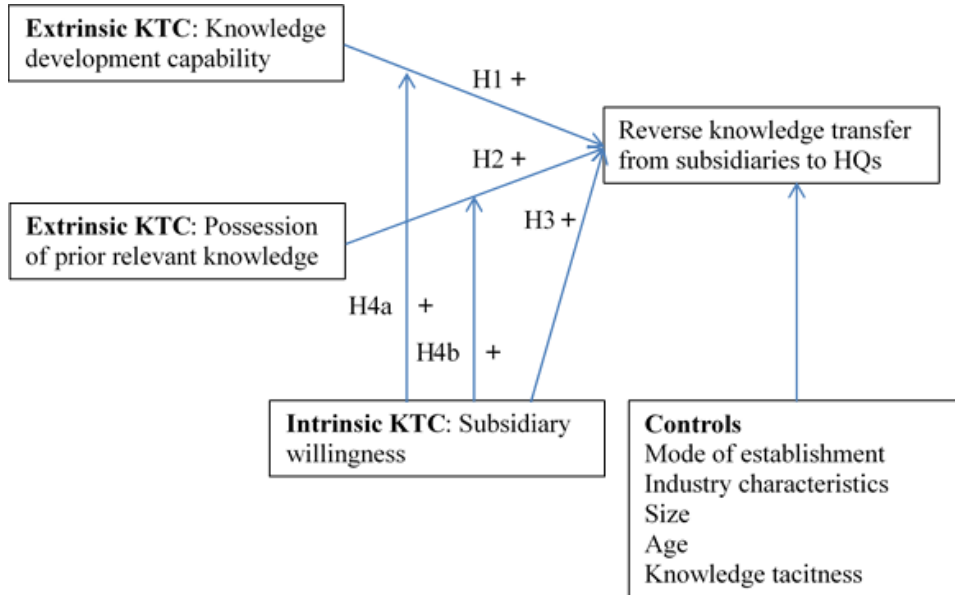 Extrinsic KTC: Knowledge
development capability
H1 +
Reverse knowledge transfer
from subsidiaries to HQs
H2 +
Extrinsic KTC: Possession
of prior relevant knowledge
H3 +
H4a +
H4b +
Intrinsic KTC: Subsidiary
willingness
Controls
Mode of establishment
Industry characteristics
Size
Age
Knowledge tacitness